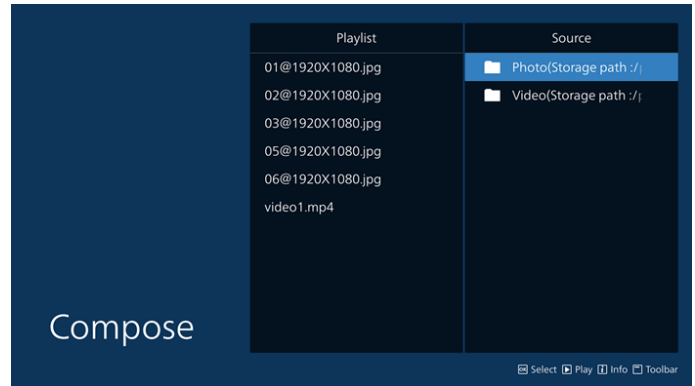 Playlist
01@1920X1080.jpg
02@1920X1080.jpg
03@1920X1080.jpg
05@1920X1080.jpg
06@1920X1080.jpg
video1.mp4
Source
Photo(Storage path :/
Video(Storage path :/
Compose
OK Select Play i Info Toolbar